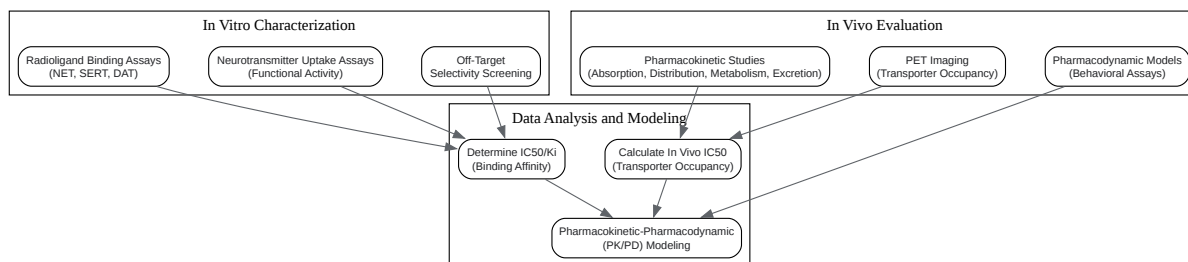 In Vitro Characterization
Radioligand Binding Assays
(NET, SERT, DAT)
Neurotransmitter Uptake Assays
(Functional Activity)
Off-Target
Selectivity Screening
In Vivo Evaluation
Pharmacokinetic Studies
(Absorption, Distribution, Metabolism, Excretion)
PET Imaging
(Transporter Occupancy)
Pharmacodynamic Models
(Behavioral Assays)
Data Analysis and Modeling
Determine IC50/Ki
(Binding Affinity)
Calculate In Vivo IC50
(Transporter Occupancy)
Pharmacokinetic-Pharmacodynamic
(PK/PD) Modeling